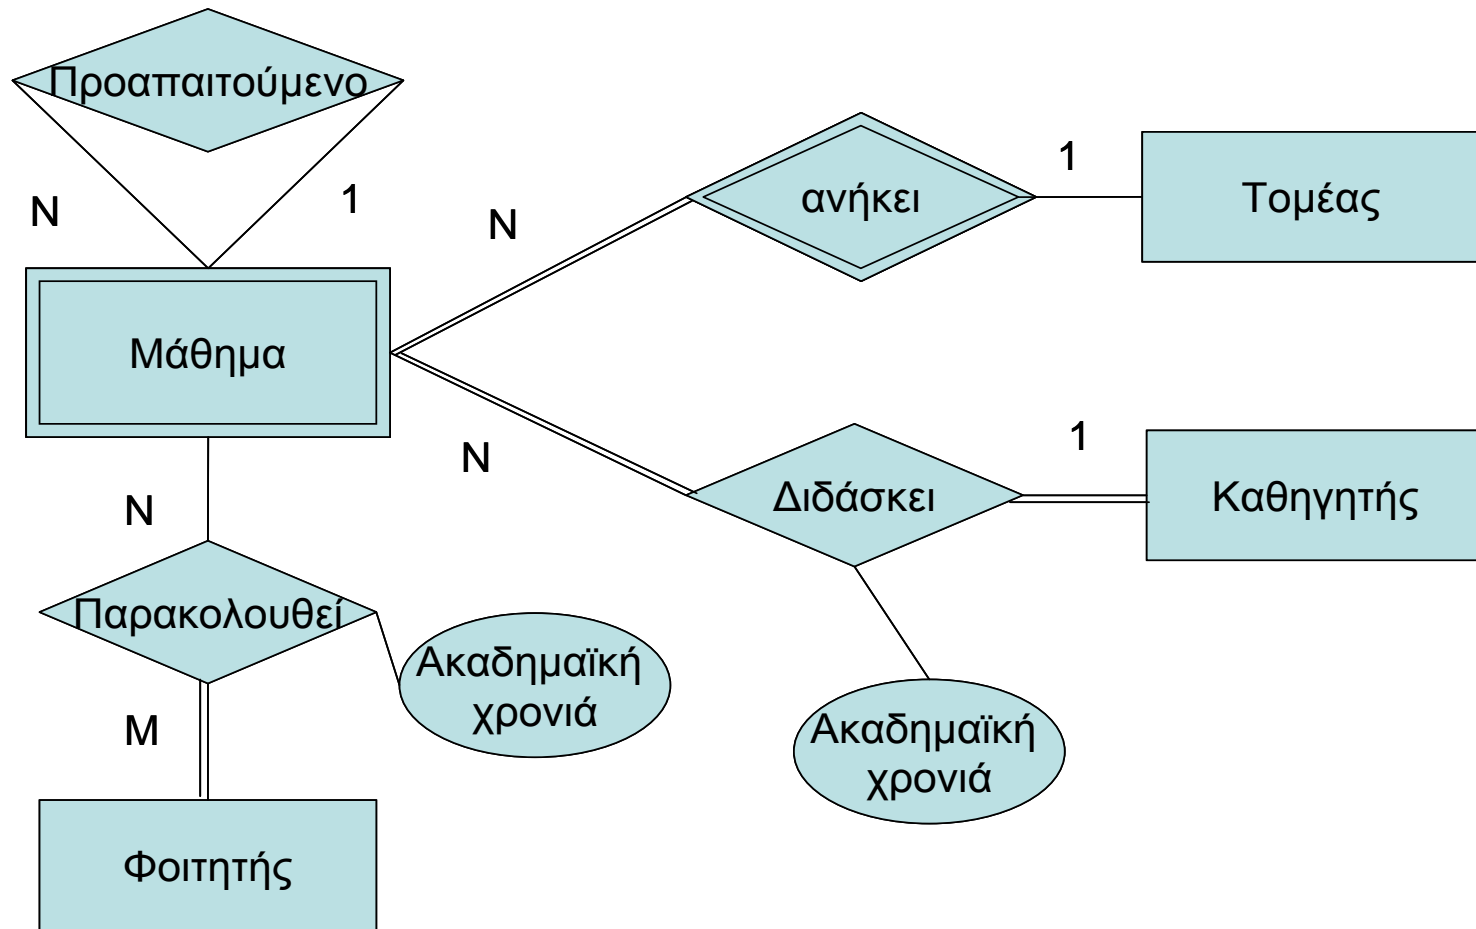 Προαπαιτούμενο
N
1
N
1
ανήκει
Τομέας
Μάθημα
N
1
Διδάσκει
Καθηγητής
N
Παρακολουθεί
Ακαδημαϊκή
χρονιά
Ακαδημαϊκή
χρονιά
M
Φοιτητής